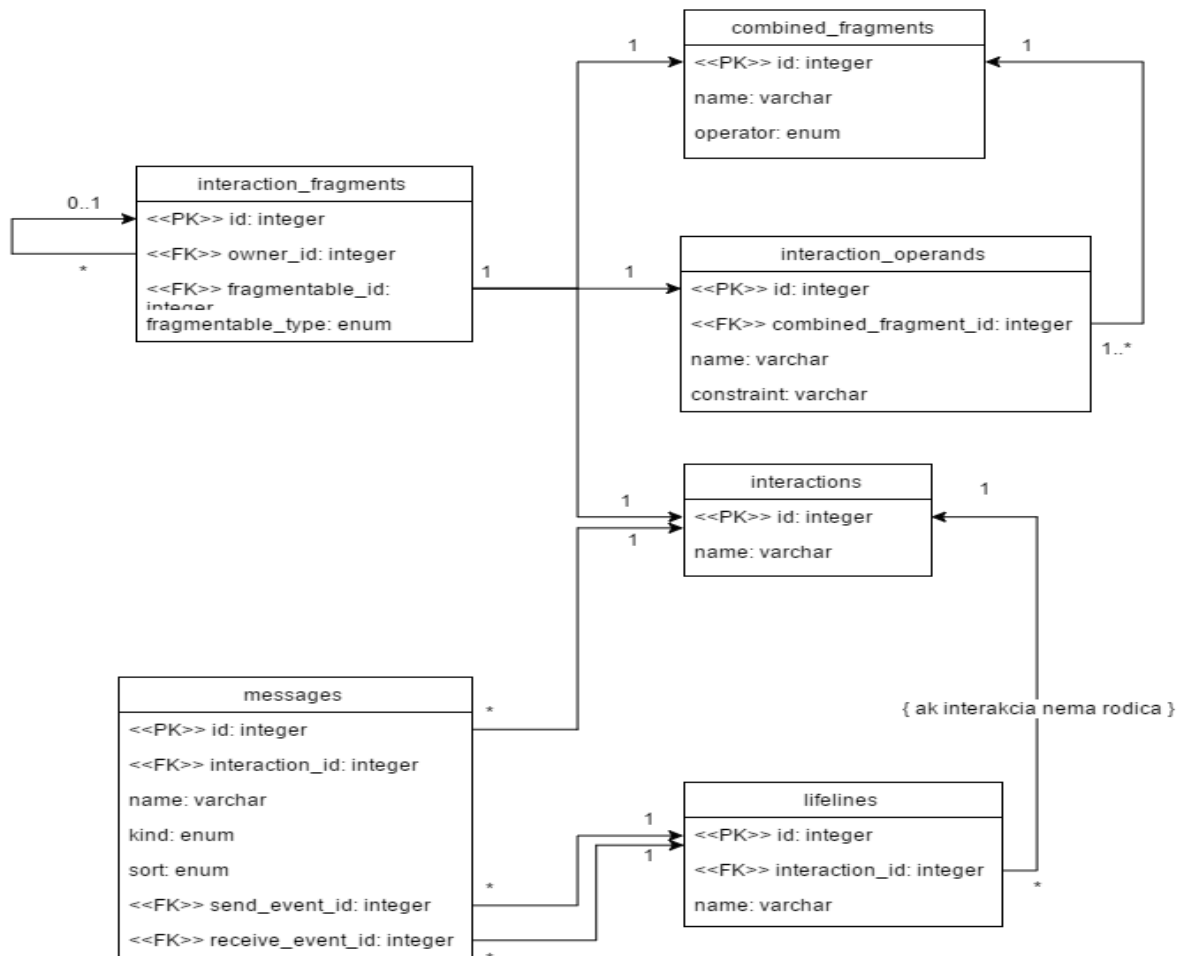 combined_fragments
<<PK>> id: integer
name: varchar
operator: enum
1
1
interaction_fragments
<<PK>> id: integer
<<FK>> owner_id: integer
<<FK>> fragmentable_id:
integer
fragmentable_type: enum
0..1
*
1
1
interaction_operands
<<PK>> id: integer
<<FK>> combined_fragment_id: integer
name: varchar
constraint: varchar
1..*
interactions
<<PK>> id: integer
name: varchar
1
1
1
messages
<<PK>> id: integer
<<FK>> interaction_id: integer
name: varchar
kind: enum
sort: enum
<<FK>> send_event_id: integer
<<FK>> receive_event_id: integer
*
*
*
{ ak interakcia nema rodica }
1
1
lifelines
<<PK>> id: integer
<<FK>> interaction_id: integer
name: varchar
*